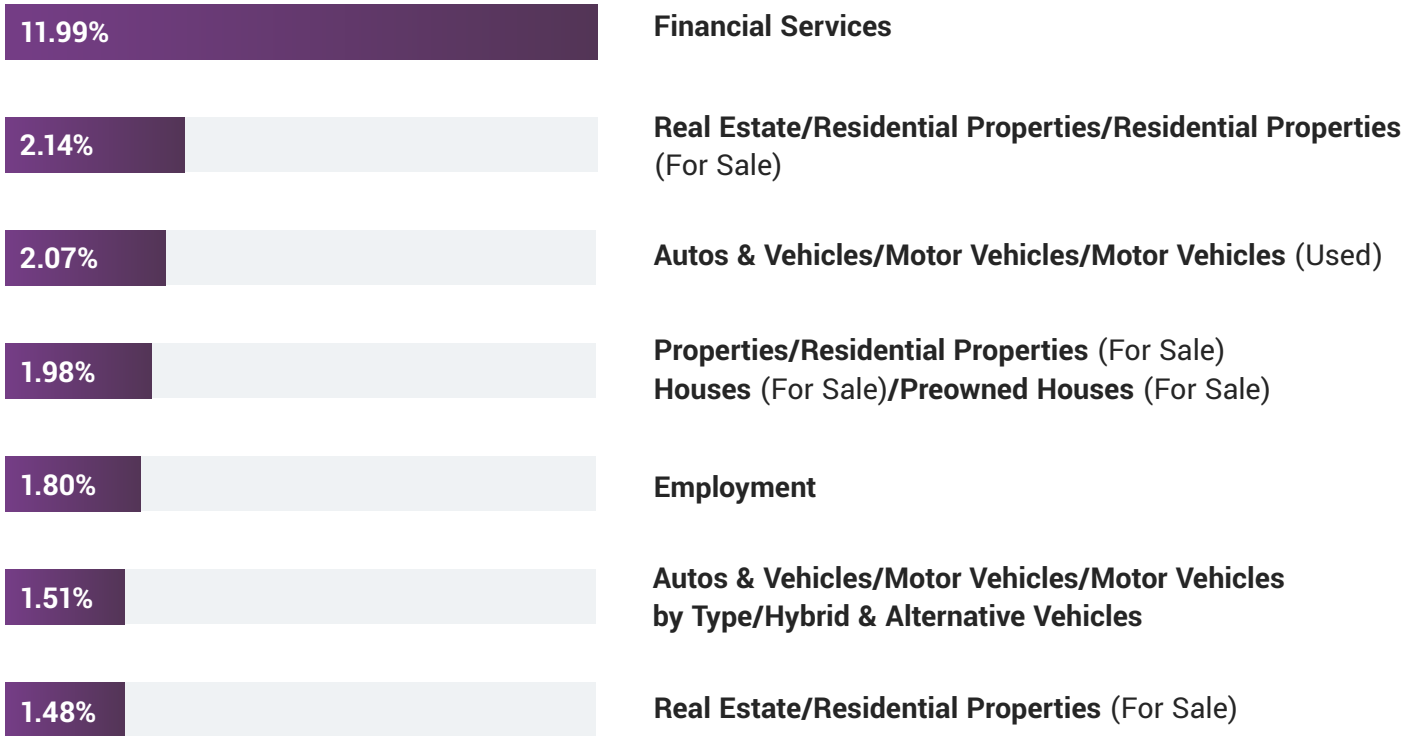 11.99%
Financial Services
2.14%
Real Estate/Residential Properties/Residential Properties
(For Sale)
2.07%
Autos & Vehicles/Motor Vehicles/Motor Vehicles (Used)
1.98%
Properties/Residential Properties (For Sale)
Houses (For Sale)/Preowned Houses (For Sale)
1.80%
Employment
1.51%
Autos & Vehicles/Motor Vehicles/Motor Vehicles
by Type/Hybrid & Alternative Vehicles
1.48%
Real Estate/Residential Properties (For Sale)